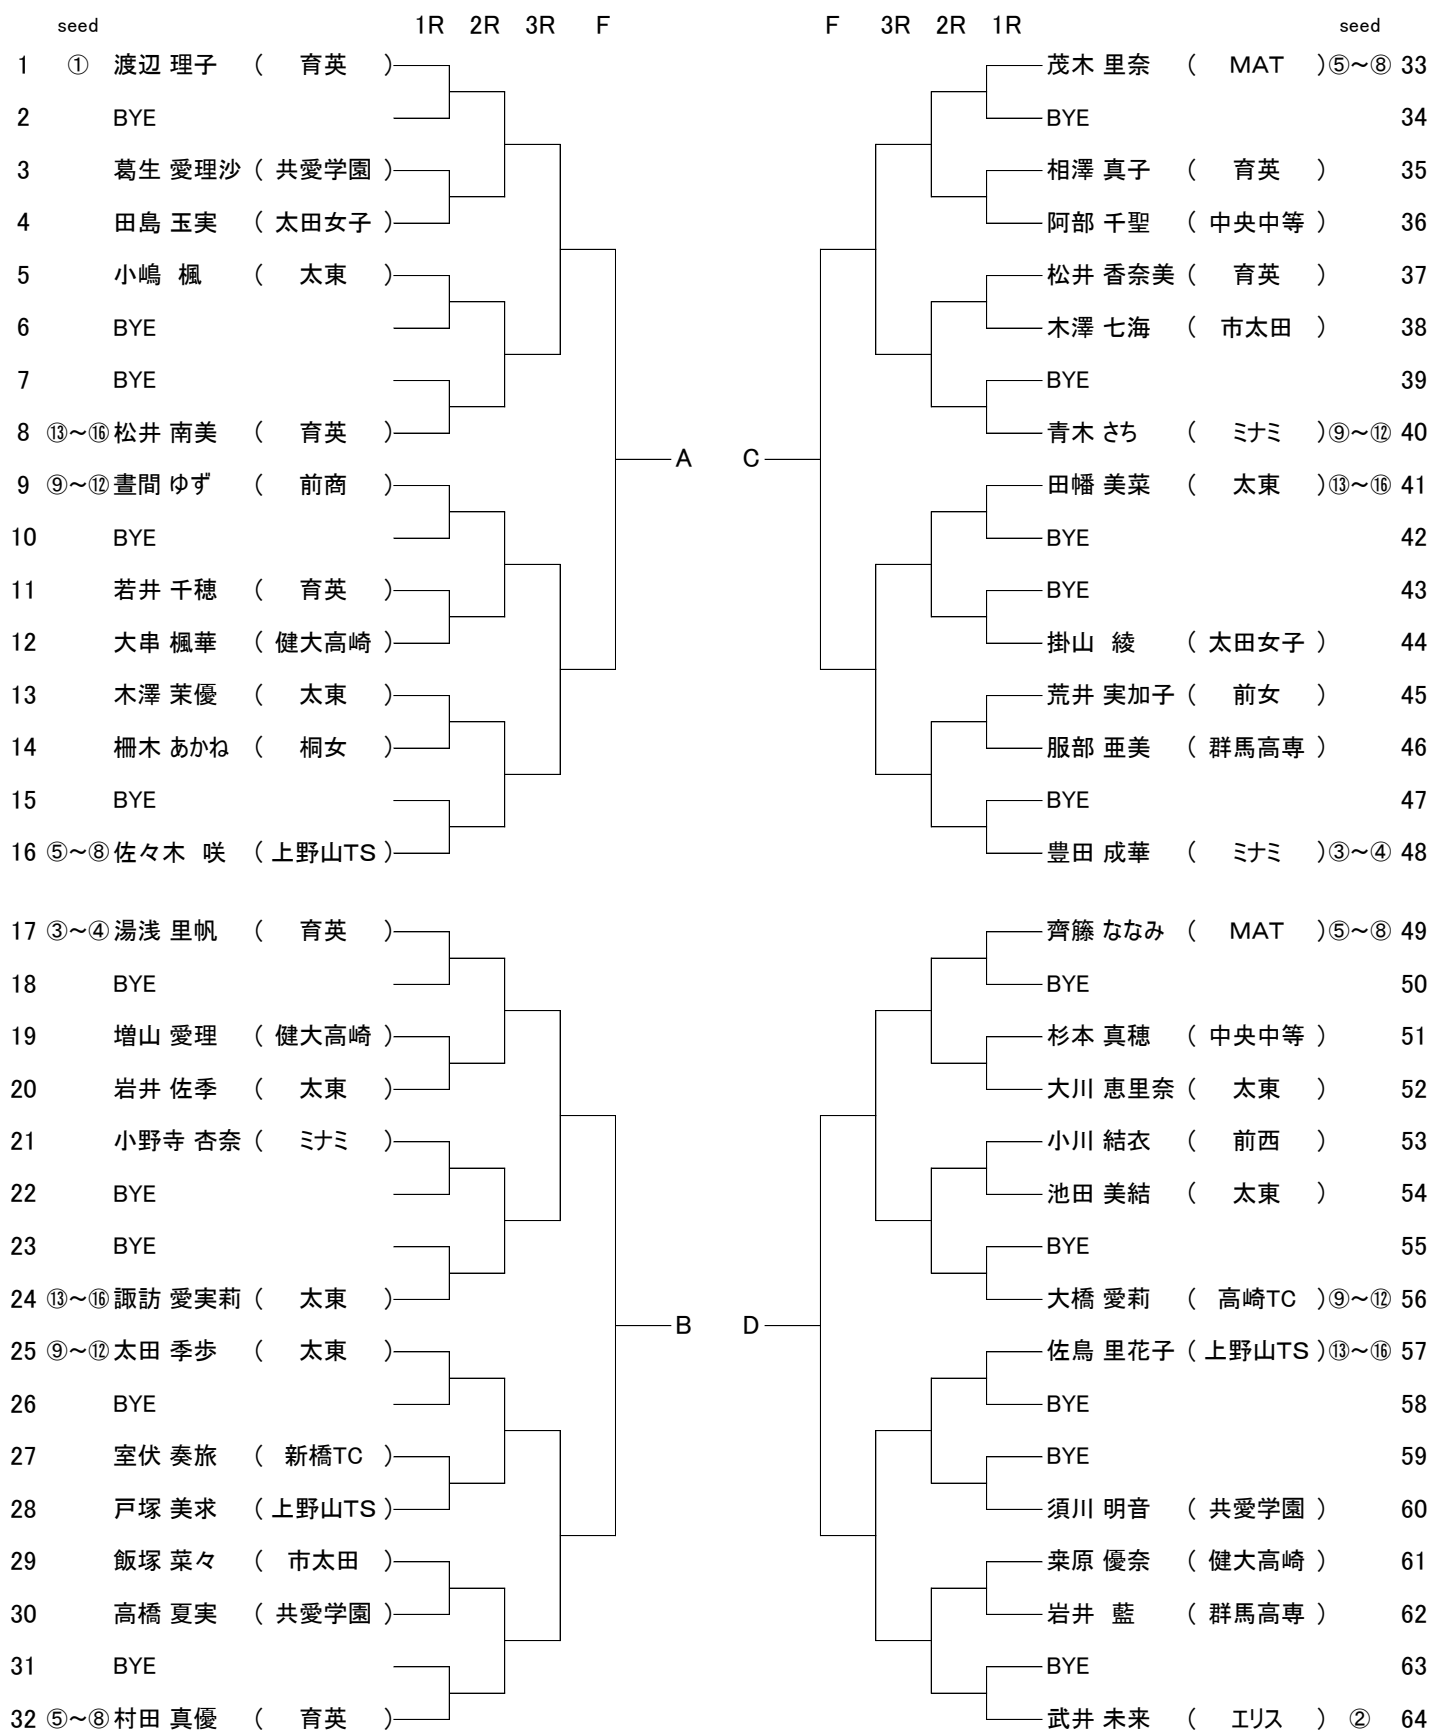 seed 1R 2R 3R F
1 ① 渡辺 理子 ( 育英 )
2 BYE
3 葛生 愛理沙 ( 共愛学園 )
4 田島 玉実 ( 太田女子 )
5 小嶋 楓 ( 太東 )
6 BYE
7 BYE
8 ⑬～⑯ 松井 南美 ( 育英 )
A
9 ⑨～⑫ 晝間 ゆず ( 前商 )
10 BYE
11 若井 千穂 ( 育英 )
12 大串 楓華 ( 健大高崎 )
13 木澤 茉優 ( 太東 )
14 柵木 あかね ( 桐女 )
15 BYE
16 ⑤～⑧ 佐々木 咲 ( 上野山TS )
17 ③～④ 湯浅 里帆 ( 育英 )
18 BYE
19 増山 愛理 ( 健大高崎 )
20 岩井 佐季 ( 太東 )
21 小野寺 杏奈 ( ミナミ )
22 BYE
23 BYE
24 ⑬～⑯ 諏訪 愛実莉 ( 太東 )
B
25 ⑨～⑫ 太田 季歩 ( 太東 )
26 BYE
27 室伏 奏旅 ( 新橋TC )
28 戸塚 美求 ( 上野山TS )
29 飯塚 菜々 ( 市太田 )
30 高橋 夏実 ( 共愛学園 )
31 BYE
32 ⑤～⑧ 村田 真優 ( 育英 )
F 3R 2R 1R seed
茂木 里奈 ( MAT ) ⑤～⑧ 33
BYE 34
相澤 真子 ( 育英 ) 35
阿部 千聖 ( 中央中等 ) 36
松井 香奈美 ( 育英 ) 37
木澤 七海 ( 市太田 ) 38
BYE 39
青木 さち ( ミナミ ) ⑨～⑫ 40
C
田幡 美菜 ( 太東 ) ⑬～⑯ 41
BYE 42
BYE 43
掛山 綾 ( 太田女子 ) 44
荒井 実加子 ( 前女 ) 45
服部 亜美 ( 群馬高専 ) 46
BYE 47
豊田 成華 ( ミナミ ) ③～④ 48
齊籐 ななみ ( MAT ) ⑤～⑧ 49
BYE 50
杉本 真穂 ( 中央中等 ) 51
大川 恵里奈 ( 太東 ) 52
小川 結衣 ( 前西 ) 53
池田 美結 ( 太東 ) 54
BYE 55
大橋 愛莉 ( 高崎TC ) ⑨～⑫ 56
D
佐鳥 里花子 ( 上野山TS ) ⑬～⑯ 57
BYE 58
BYE 59
須川 明音 ( 共愛学園 ) 60
桒原 優奈 ( 健大高崎 ) 61
岩井 藍 ( 群馬高専 ) 62
BYE 63
武井 未来 ( エリス ) ② 64